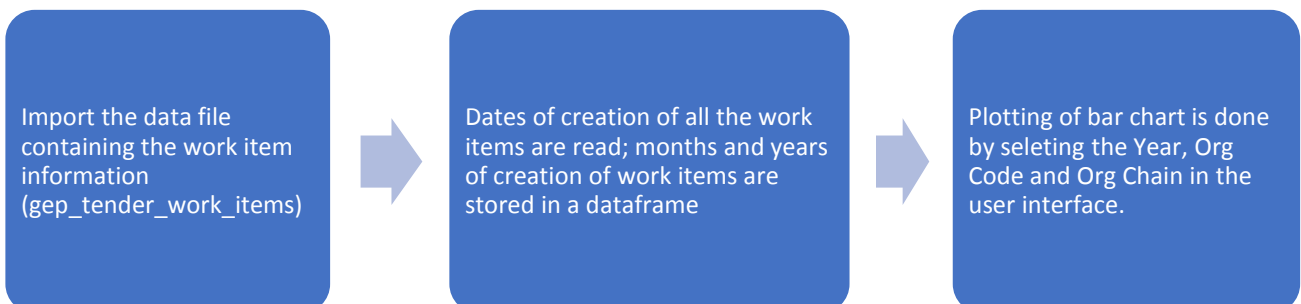 Import the data file
containing the work item
information
(gep_tender_work_items)
Dates of creation of all the work
items are read; months and years
of creation of work items are
stored in a dataframe
Plotting of bar chart is done
by seleting the Year, Org
Code and Org Chain in the
user interface.